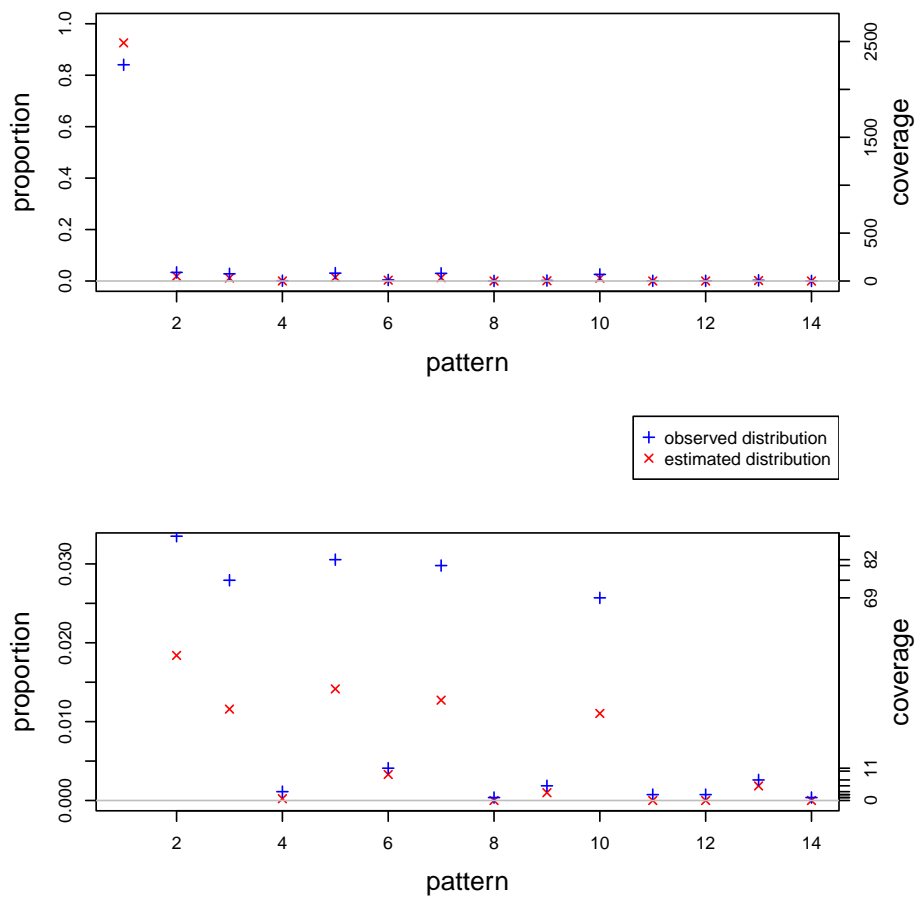 1.0
0.8
0.6
0.4
0.2
0.0
proportion
2500
1500
500
0
coverage
2 4 6 8 10 12 14
pattern
observed distribution
estimated distribution
0.030
0.020
0.010
0.000
proportion
82
69
11
0
coverage
2 4 6 8 10 12 14
pattern